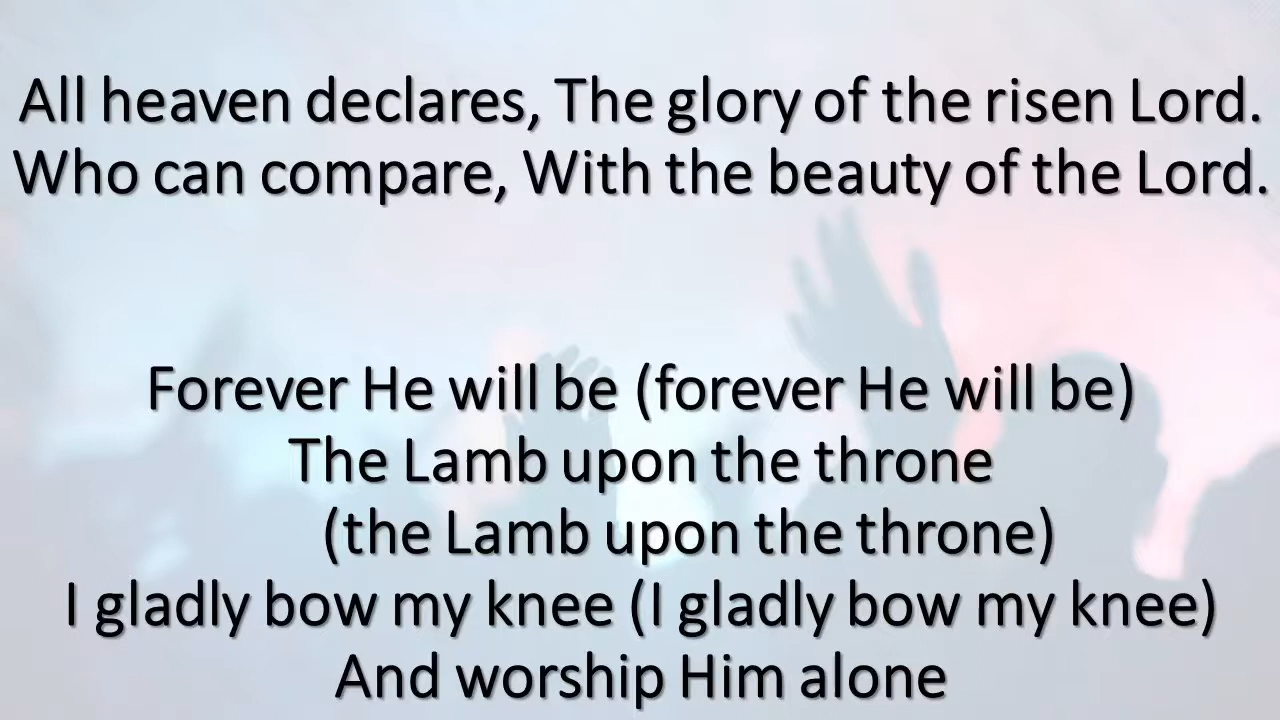 All heaven declares, The glory of the risen Lord.
Who can compare, With the beauty of the Lord.
Forever He will be (forever He will be)
The Lamb upon the throne
(the Lamb upon the throne)
I gladly bow my knee (I gladly bow my knee)
And worship Him alone